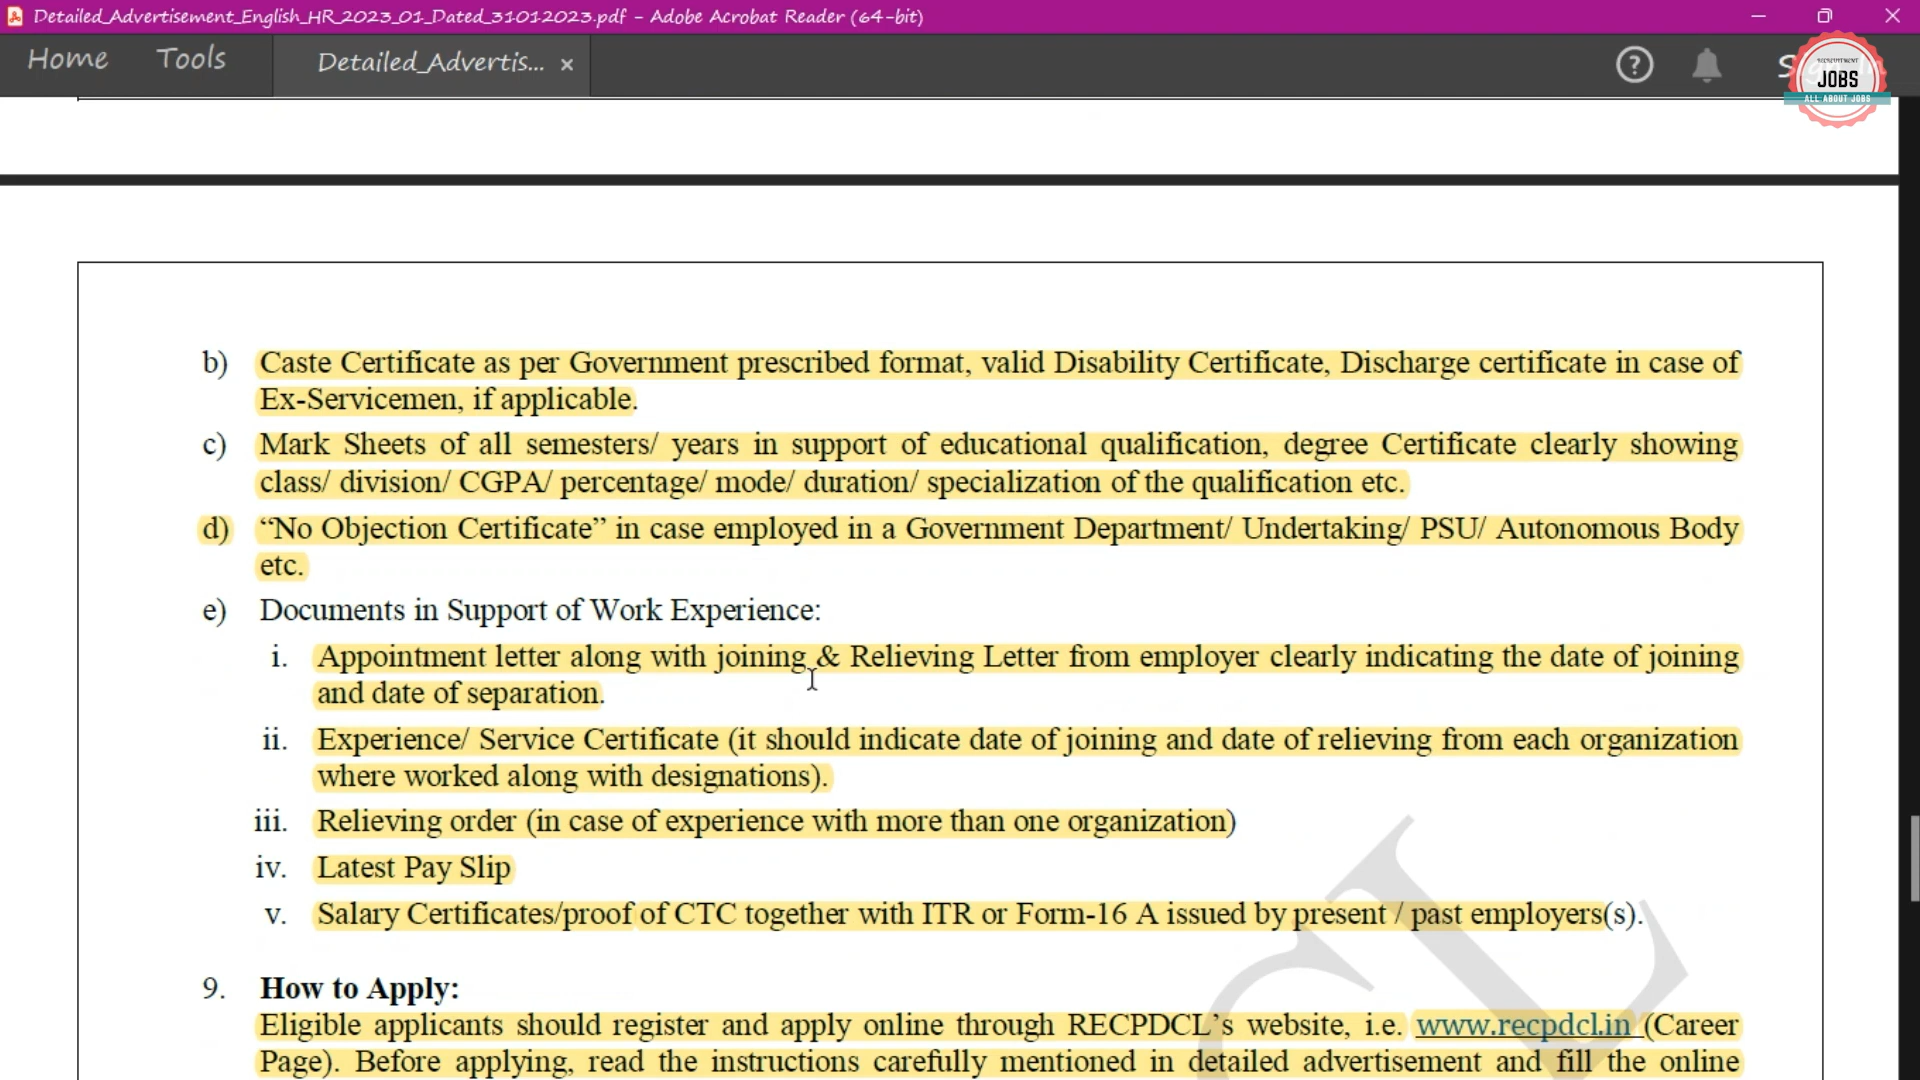 Detailed_Advertisement_English_HR_2023_01_Dated_31012023.pdf - Adobe Acrobat Reader (64-bit)
Home Tools Detailed_Advertis... ×
RECRUITMENT
JOBS
ALL ABOUT JOBS
b) Caste Certificate as per Government prescribed format, valid Disability Certificate, Discharge certificate in case of
Ex-Servicemen, if applicable.
c) Mark Sheets of all semesters/ years in support of educational qualification, degree Certificate clearly showing
class/ division/ CGPA/ percentage/ mode/ duration/ specialization of the qualification etc.
d) “No Objection Certificate” in case employed in a Government Department/ Undertaking/ PSU/ Autonomous Body
etc.
e) Documents in Support of Work Experience:
i. Appointment letter along with joining & Relieving Letter from employer clearly indicating the date of joining
and date of separation.
ii. Experience/ Service Certificate (it should indicate date of joining and date of relieving from each organization
where worked along with designations).
iii. Relieving order (in case of experience with more than one organization)
iv. Latest Pay Slip
v. Salary Certificates/proof of CTC together with ITR or Form-16 A issued by present / past employers(s).
9. How to Apply:
Eligible applicants should register and apply online through RECPDCL’s website, i.e. www.recpdcl.in (Career
Page). Before applying, read the instructions carefully mentioned in detailed advertisement and fill the online